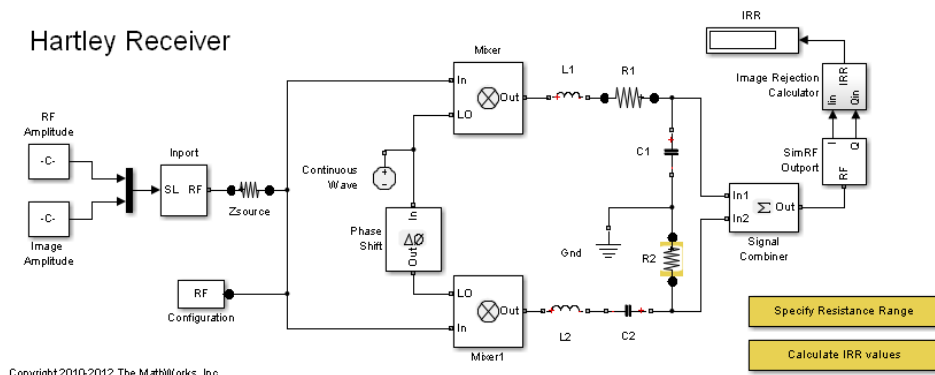 Hartley Receiver
IRR
Mixer
L1
R1
In
Out
LO
IRR
Iin
Qin
Image Rejection
Calculator
RF
Amplitude
-C-
Inport
SL
RF
Continuous
Wave
C1
I
Q
RF
SimRF
Outport
-C-
Image
Amplitude
Zsource
In
ΔØ
Out
Phase
Shift
Gnd
R2
In1
In2
Σ
Out
Signal
Combiner
RF
Configuration
LO
In
Out
Mixer1
L2
C2
Specify Resistance Range
Calculate IRR values
Copyright 2010-2012 The MathWorks, Inc.